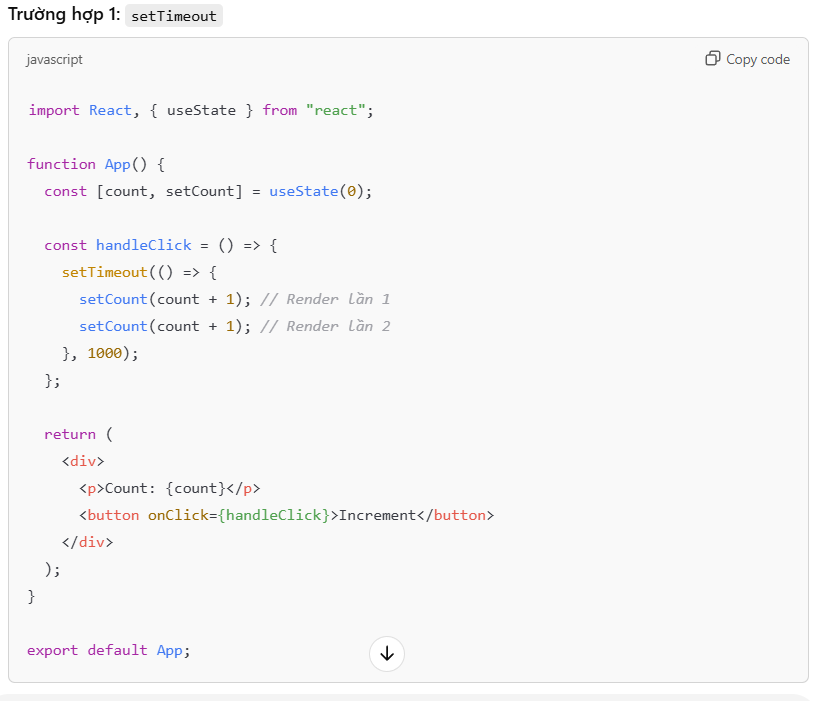 Trường hợp 1: setTimeout
javascript
Copy code
import React, { useState } from "react";
function App() {
const [count, setCount] = useState(0);
const handleClick = () => {
setTimeout(() => {
setCount(count + 1); // Render lần 1
setCount(count + 1); // Render lần 2
}, 1000);
};
return (
<div>
<p>Count: {count}</p>
<button onClick={handleClick}>Increment</button>
</div>
);
}
export default App;